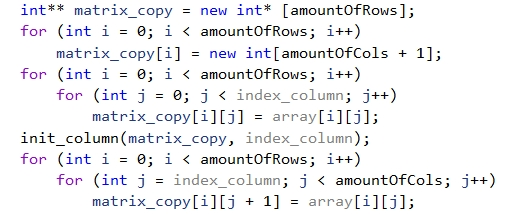 int** matrix_copy = new int* [amountOfRows];
for (int i = 0; i < amountOfRows; i++)
    matrix_copy[i] = new int[amountOfCols + 1];
for (int i = 0; i < amountOfRows; i++)
    for (int j = 0; j < index_column; j++)
        matrix_copy[i][j] = array[i][j];
init_column(matrix_copy, index_column);
for (int i = 0; i < amountOfRows; i++)
    for (int j = index_column; j < amountOfCols; j++)
        matrix_copy[i][j + 1] = array[i][j];